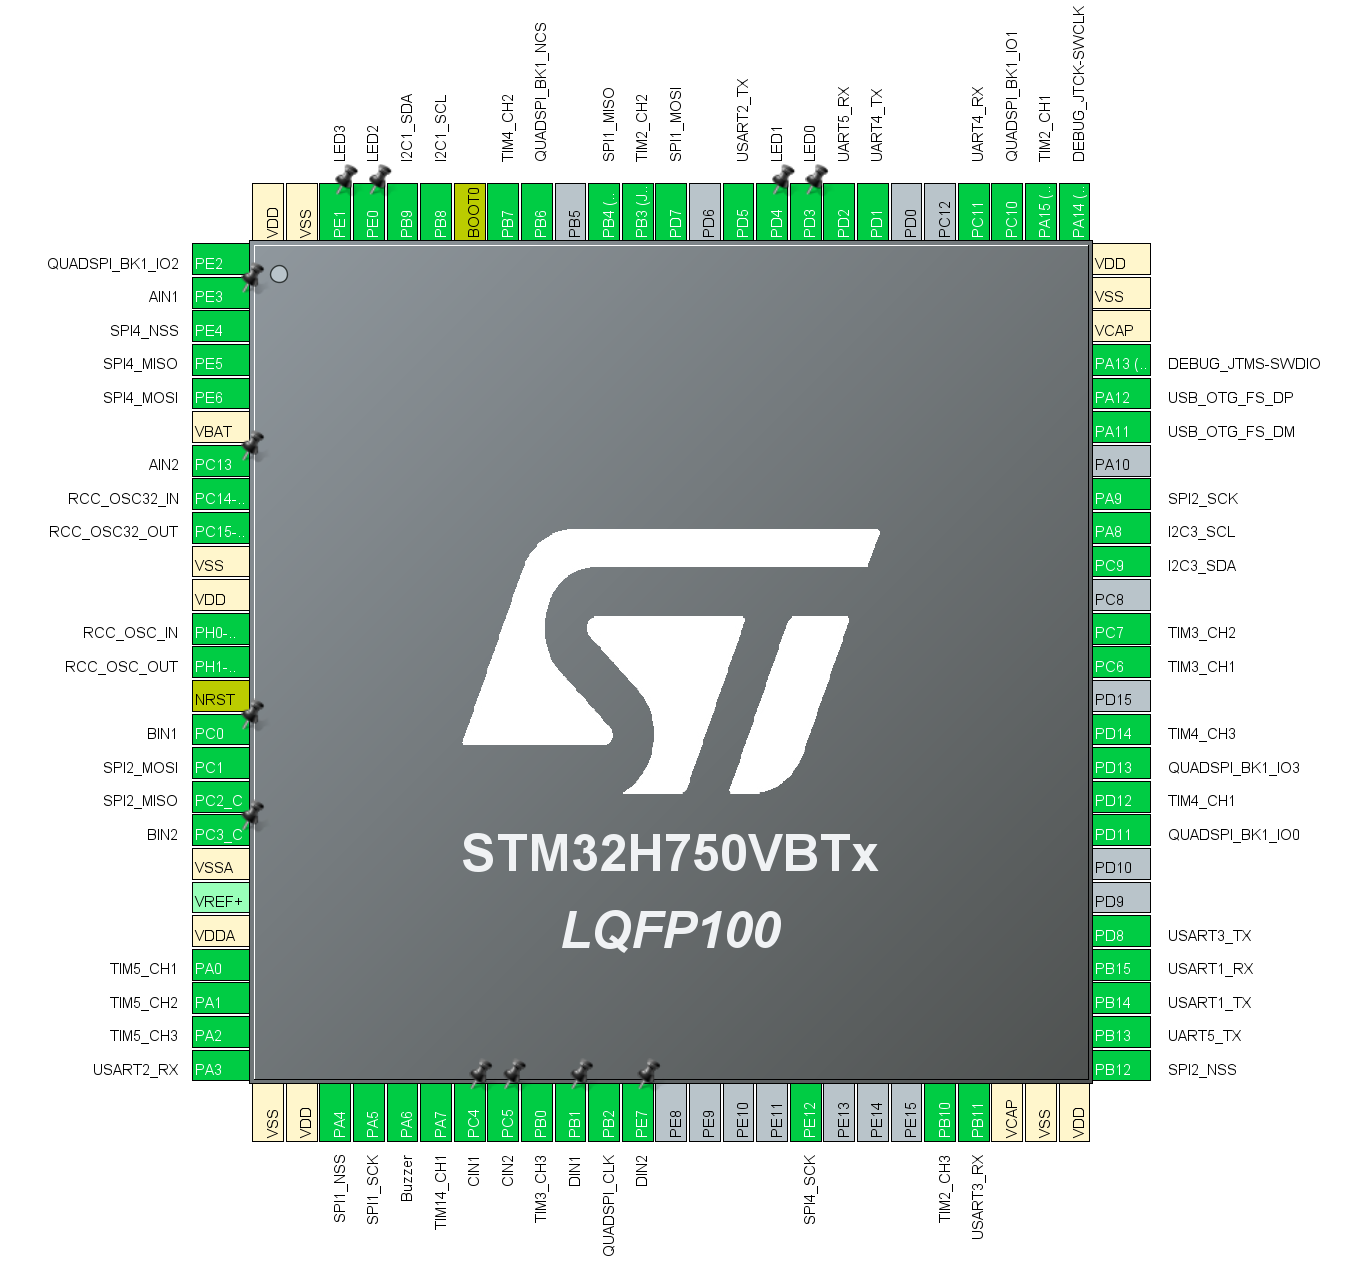 LED3
LED2
I2C1_SDA
I2C1_SCL
TIM4_CH2
QUADSPI_BK1_NCS
SPI1_MISO
TIM2_CH2
SPI1_MOSI
USART2_TX
LED1
LED0
UART5_RX
UART4_TX
UART4_RX
QUADSPI_BK1_IO1
TIM2_CH1
DEBUG_JTCK-SWCLK
VDD
VSS
PE1
PE0
PB9
PB8
BOOT0
PB7
PB6
PB5
PB4 (..
PB3 (J..
PD7
PD6
PD5
PD4
PD3
PD2
PD1
PD0
PC12
PC11
PC10
PA15 (..
PA14 (..
QUADSPI_BK1_IO2 PE2
AIN1 PE3
SPI4_NSS PE4
SPI4_MISO PE5
SPI4_MOSI PE6
VBAT
AIN2 PC13
RCC_OSC32_IN PC14-..
RCC_OSC32_OUT PC15-..
VSS
VDD
RCC_OSC_IN PH0-..
RCC_OSC_OUT PH1-..
NRST
BIN1 PC0
SPI2_MOSI PC1
SPI2_MISO PC2_C
BIN2 PC3_C
VSSA
VREF+
VDDA
TIM5_CH1 PA0
TIM5_CH2 PA1
TIM5_CH3 PA2
USART2_RX PA3
ST
STM32H750VBTx
LQFP100
VDD
VSS
VCAP
PA13 (.. DEBUG_JTMS-SWDIO
PA12 USB_OTG_FS_DP
PA11 USB_OTG_FS_DM
PA10
PA9 SPI2_SCK
PA8 I2C3_SCL
PC9 I2C3_SDA
PC8
PC7 TIM3_CH2
PC6 TIM3_CH1
PD15
PD14 TIM4_CH3
PD13 QUADSPI_BK1_IO3
PD12 TIM4_CH1
PD11 QUADSPI_BK1_IO0
PD10
PD9
PD8 USART3_TX
PB15 USART1_RX
PB14 USART1_TX
PB13 UART5_TX
PB12 SPI2_NSS
VSS
VDD
PA4
PA5
PA6
PA7
PC4
PC5
PB0
PB1
PB2
PE7
PE8
PE9
PE10
PE11
PE12
PE13
PE14
PE15
PB10
PB11
VCAP
VSS
VDD
SPI1_NSS
SPI1_SCK
Buzzer
TIM14_CH1
CIN1
CIN2
TIM3_CH3
DIN1
QUADSPI_CLK
DIN2
SPI4_SCK
TIM2_CH3
USART3_RX